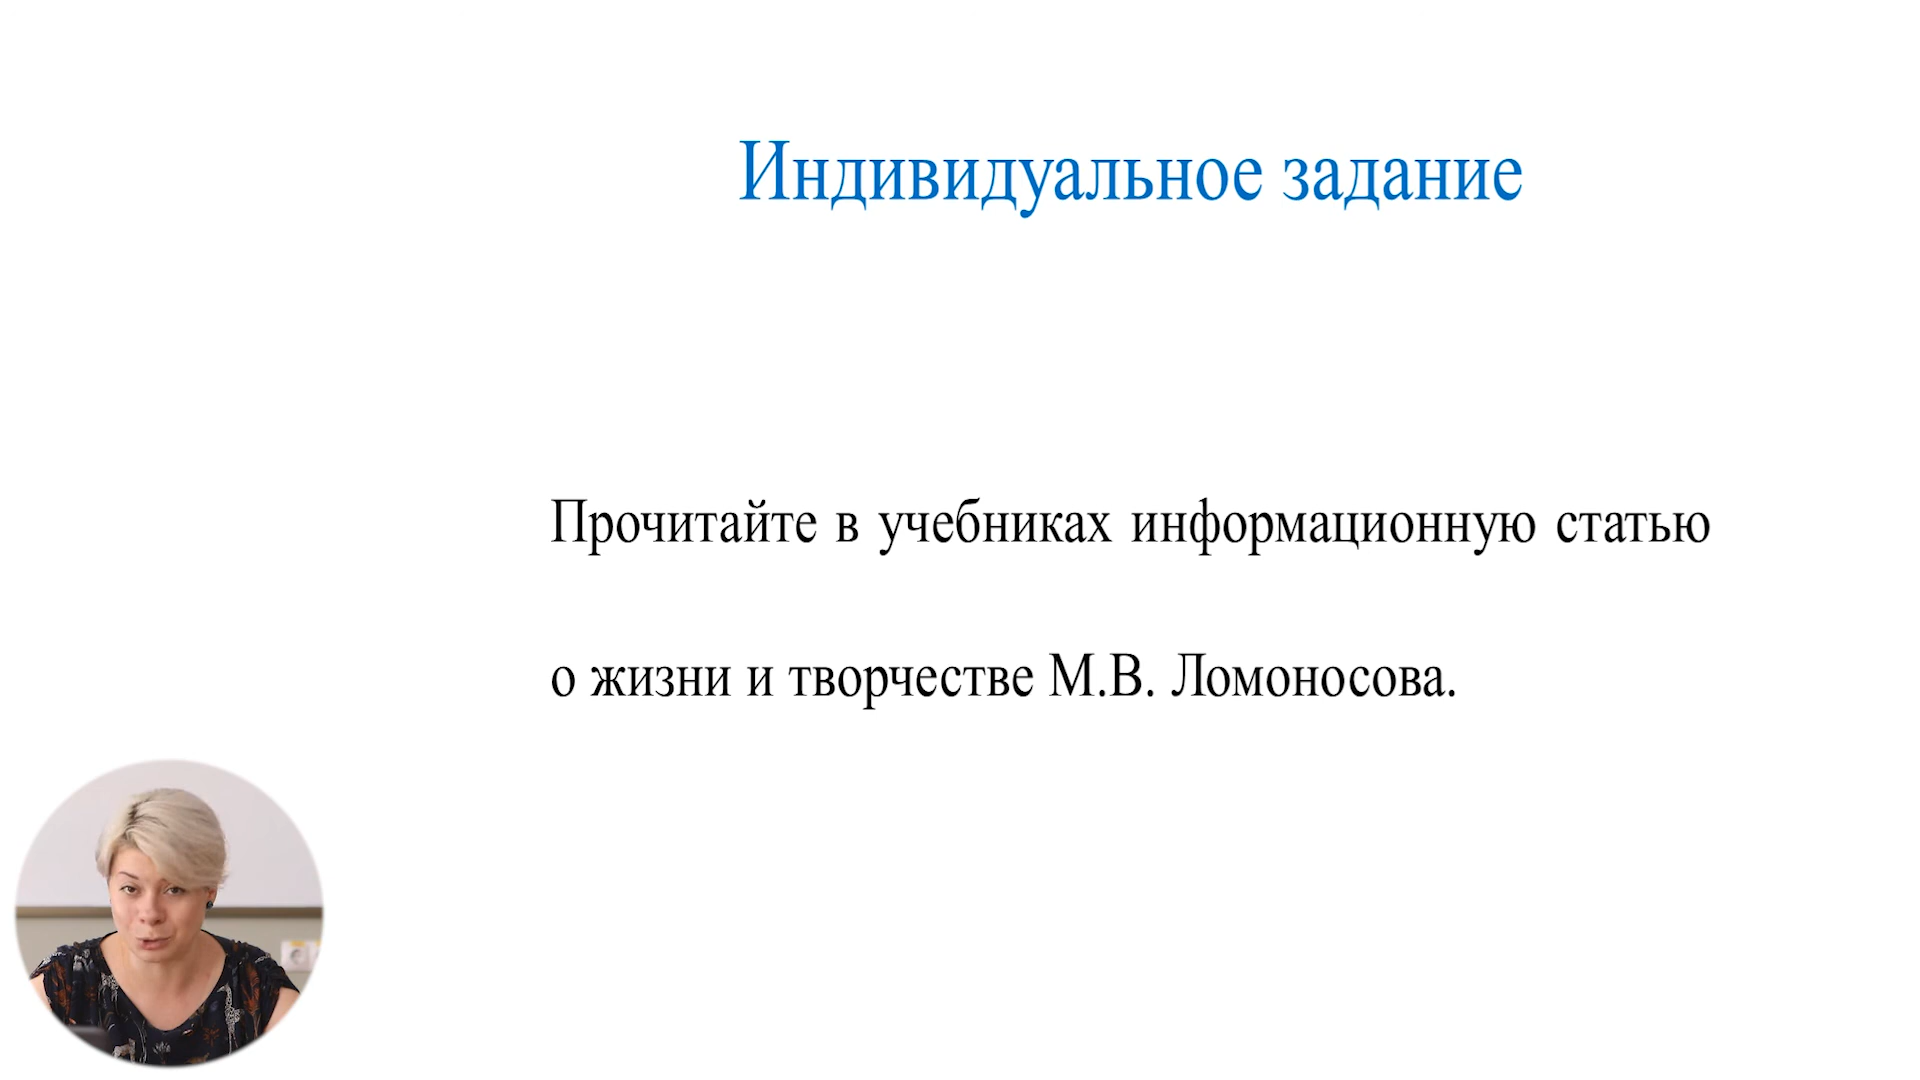 Индивидуальное задание
Прочитайте в учебниках информационную статью
о жизни и творчестве М.В. Ломоносова.